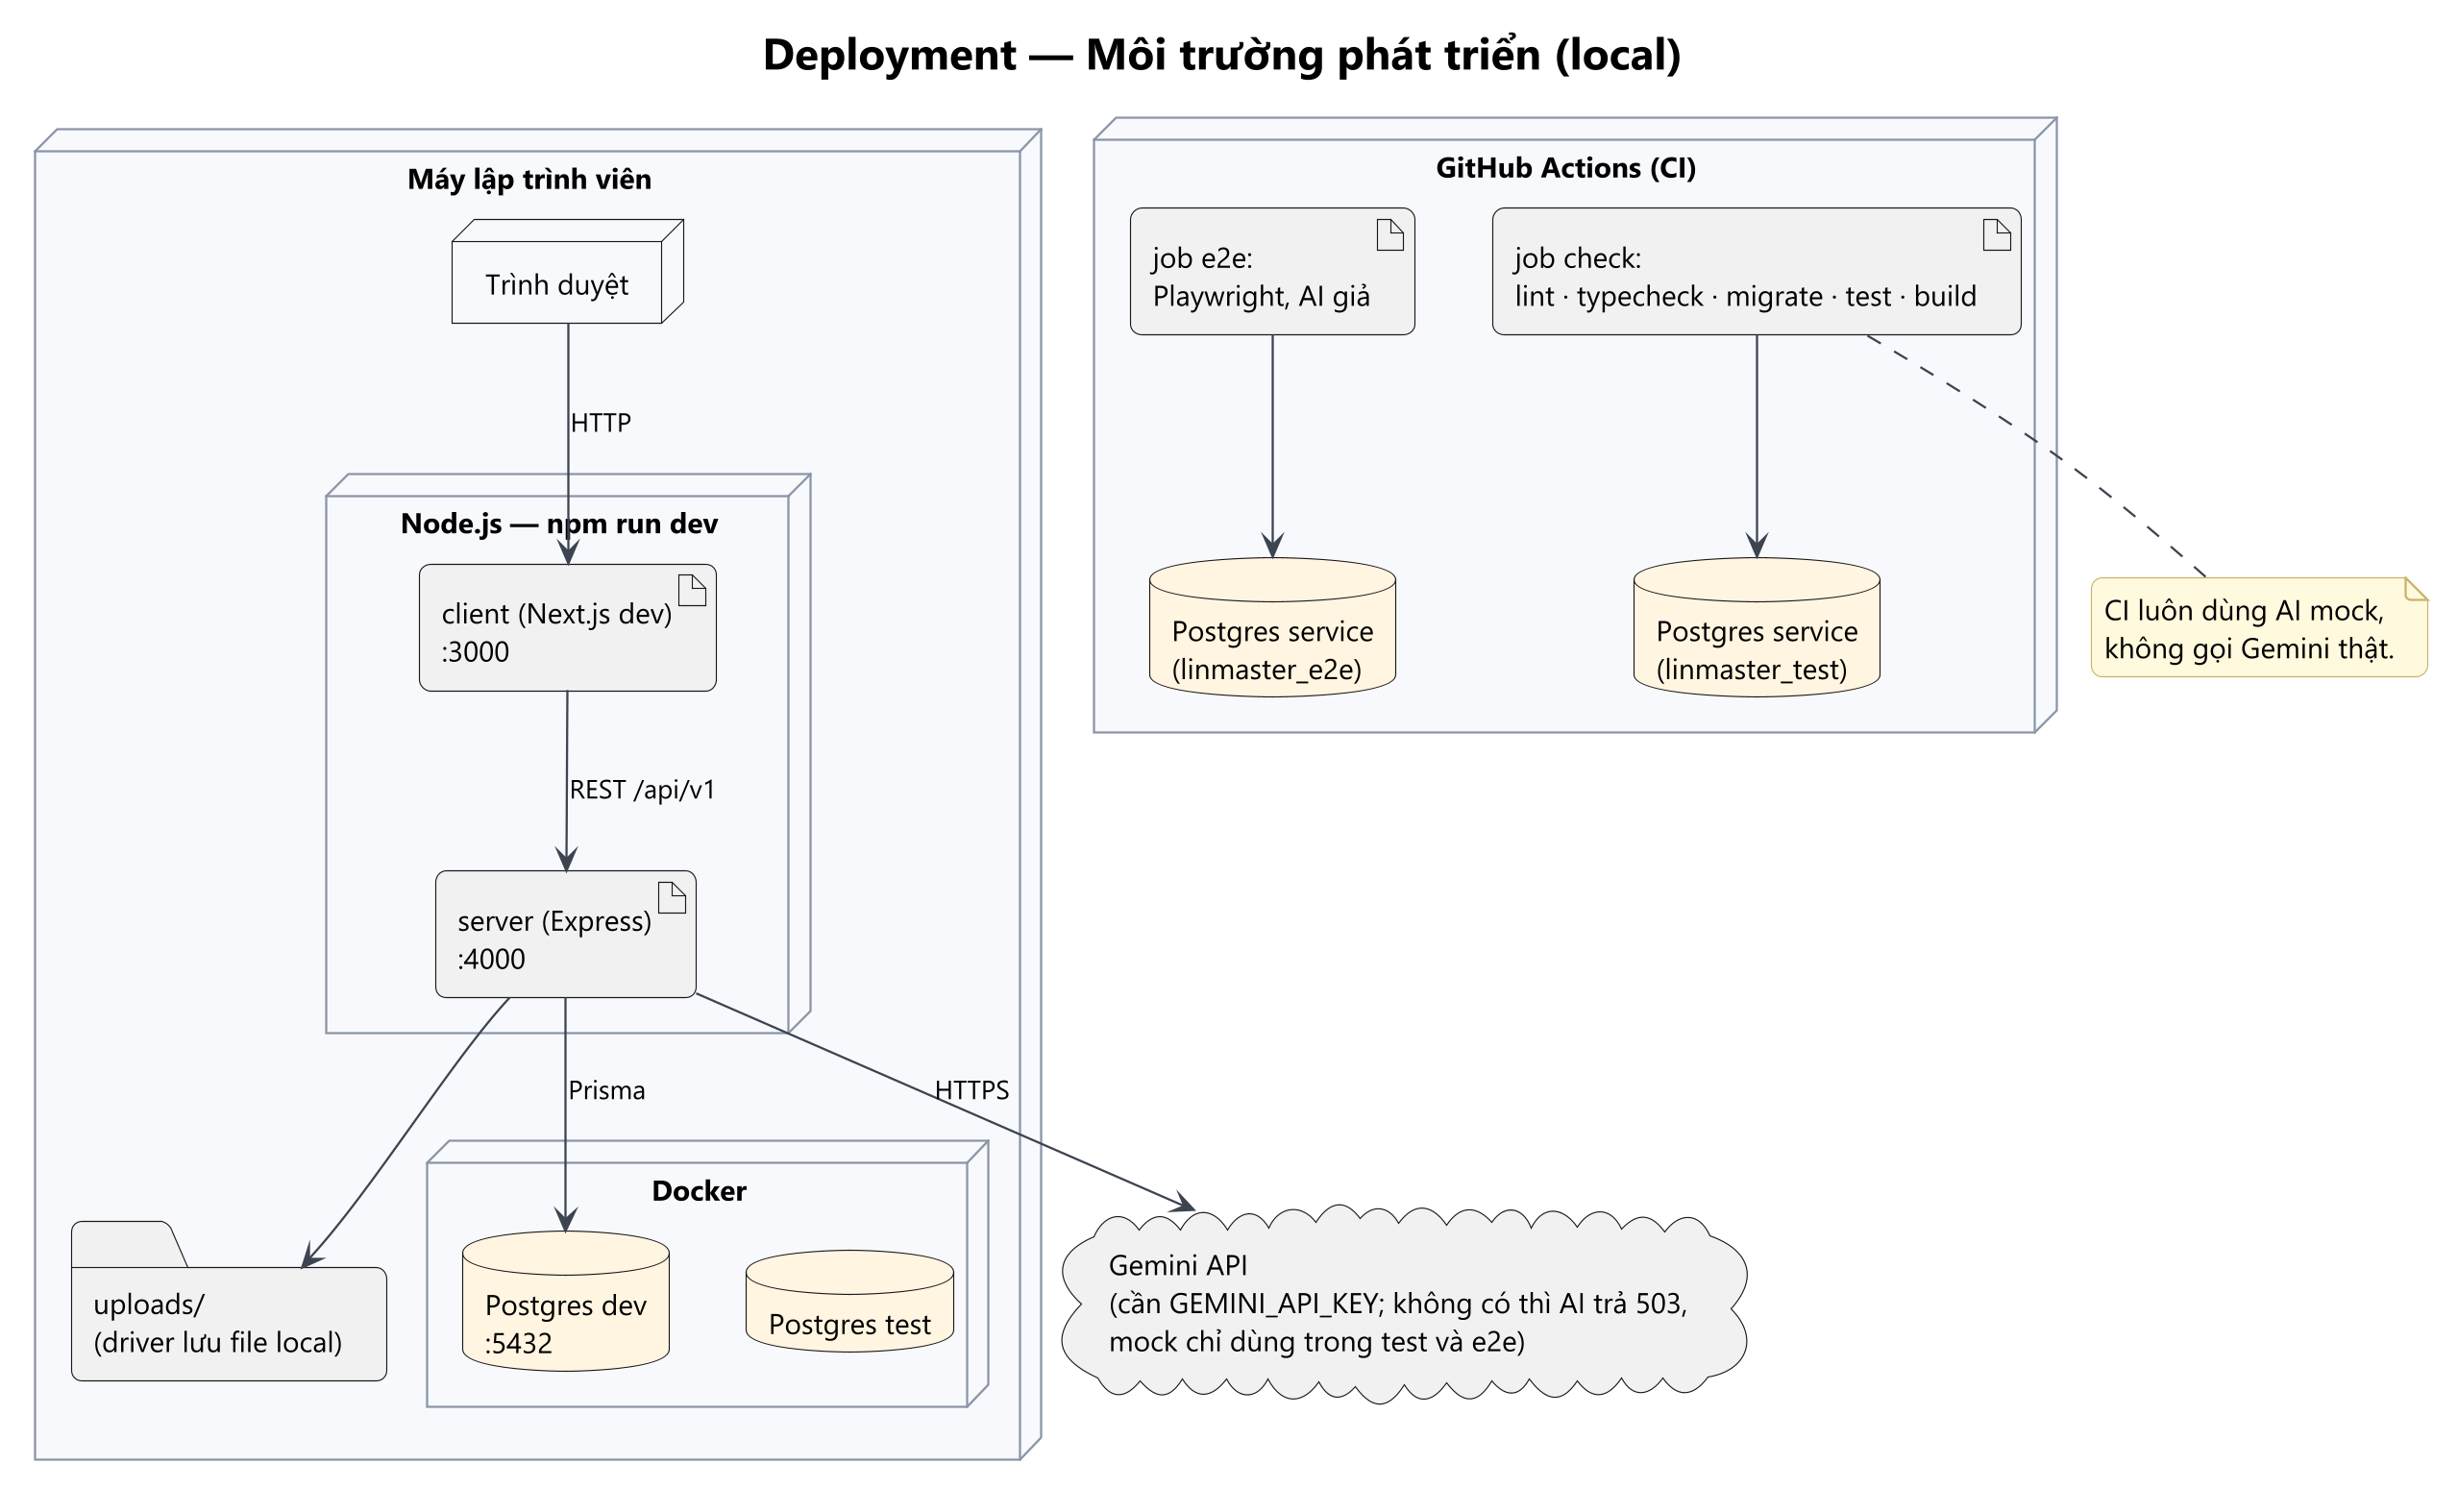 Deployment — Môi trường phát triển (local)
Máy lập trình viên
Trình duyệt
HTTP
Node.js — npm run dev
client (Next.js dev)
:3000
REST /api/v1
server (Express)
:4000
Prisma
HTTPS
Docker
uploads/
(driver lưu file local)
Postgres dev
:5432
Postgres test
Gemini API
(cần GEMINI_API_KEY; không có thì AI trả 503,
mock chỉ dùng trong test và e2e)
GitHub Actions (CI)
job e2e:
Playwright, AI giả
job check:
lint · typecheck · migrate · test · build
Postgres service
(linmaster_e2e)
Postgres service
(linmaster_test)
CI luôn dùng AI mock,
không gọi Gemini thật.